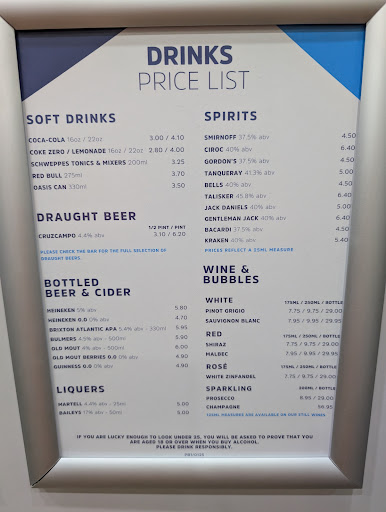 DRINKS
PRICE LIST
SOFT DRINKS
COCA-COLA 16oz / 22oz 3.00 / 4.10
COKE ZERO / LEMONADE 16oz / 22oz 2.80 / 4.00
SCHWEPPES TONICS & MIXERS 200ml 3.25
RED BULL 275ml 3.70
OASIS CAN 330ml 3.50
DRAUGHT BEER
1/2 PINT / PINT
CRUZCAMPO 4.4% abv 3.10 / 6.20
PLEASE CHECK THE BAR FOR THE FULL SELECTION OF
DRAUGHT BEERS.
BOTTLED
BEER & CIDER
HEINEKEN 5% abv 5.80
HEINEKEN 0.0 0% abv 4.70
BRIXTON ATLANTIC APA 5.4% abv - 330ml 5.95
BULMERS 4.5% abv - 500ml 5.95
OLD MOUT 4% abv - 500ml 6.00
OLD MOUT BERRIES 0.0 0% abv 4.90
GUINNESS 0.0 0% abv 4.90
LIQUERS
MARTELL 4.4% abv - 25ml 5.00
BAILEYS 17% abv - 50ml 5.00
SPIRITS
SMIRNOFF 37.5% abv 4.50
CIROC 40% abv 6.40
GORDON'S 37.5% abv 4.50
TANQUERAY 41.3% abv 5.00
BELLS 40% abv 4.50
TALISKER 45.8% abv 6.40
JACK DANIELS 40% abv 5.00
GENTLEMAN JACK 40% abv 6.40
BACARDI 37.5% abv 4.50
KRAKEN 40% abv 5.40
PRICES REFLECT A 25ML MEASURE
WINE &
BUBBLES
WHITE 175ML / 250ML / BOTTLE
PINOT GRIGIO 7.75 / 9.75 / 29.00
SAUVIGNON BLANC 7.95 / 9.95 / 29.95
RED 175ML / 250ML / BOTTLE
SHIRAZ 7.75 / 9.75 / 29.00
MALBEC 7.95 / 9.95 / 29.95
ROSÉ 175ML / 250ML / BOTTLE
WHITE ZINFANDEL 7.75 / 9.75 / 29.00
SPARKLING 200ML / BOTTLE
PROSECCO 8.95 / 29.00
CHAMPAGNE 56.95
125ML MEASURES ARE AVAILABLE ON OUR STILL WINES
IF YOU ARE LUCKY ENOUGH TO LOOK UNDER 25, YOU WILL BE ASKED TO PROVE THAT YOU
ARE AGED 18 OR OVER WHEN YOU BUY ALCOHOL.
PLEASE DRINK RESPONSIBLY.